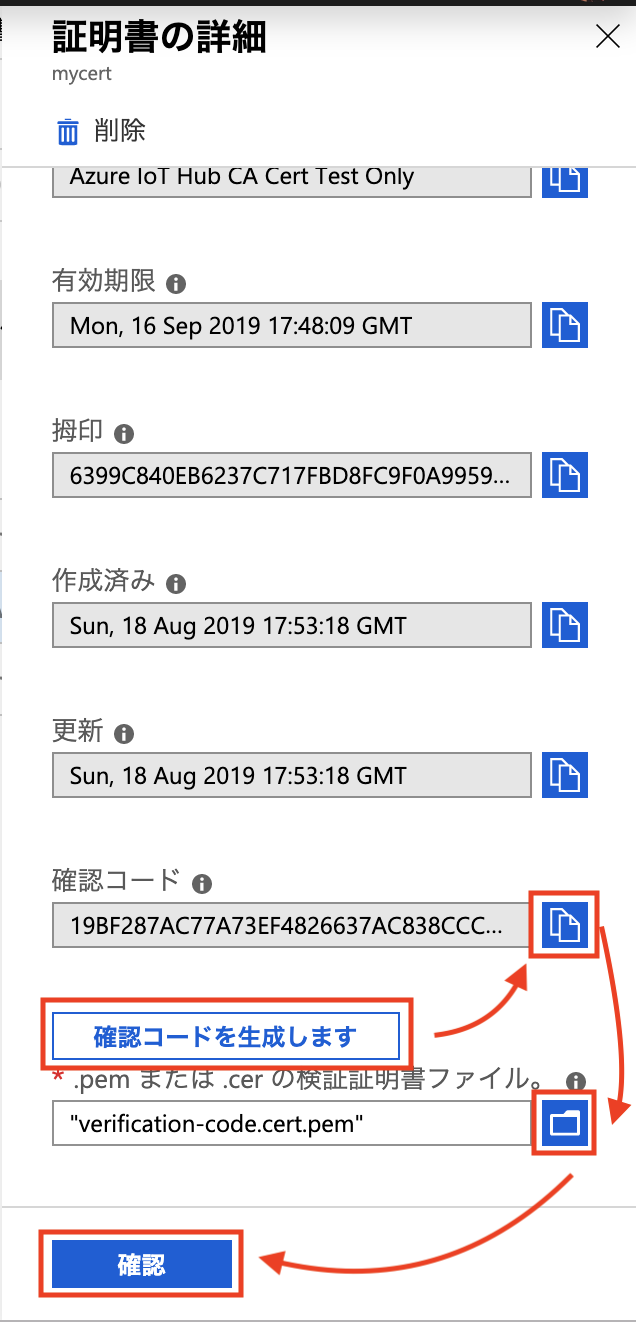 証明書の詳細
mycert
削除
Azure IoT Hub CA Cert Test Only
有効期限
Mon, 16 Sep 2019 17:48:09 GMT
拇印
6399C840EB6237C717FBD8FC9F0A9959...
作成済み
Sun, 18 Aug 2019 17:53:18 GMT
更新
Sun, 18 Aug 2019 17:53:18 GMT
確認コード
19BF287AC77A73EF4826637AC838CCC...
確認コードを生成します
* .pem または .cer の検証証明書ファイル。
"verification-code.cert.pem"
確認